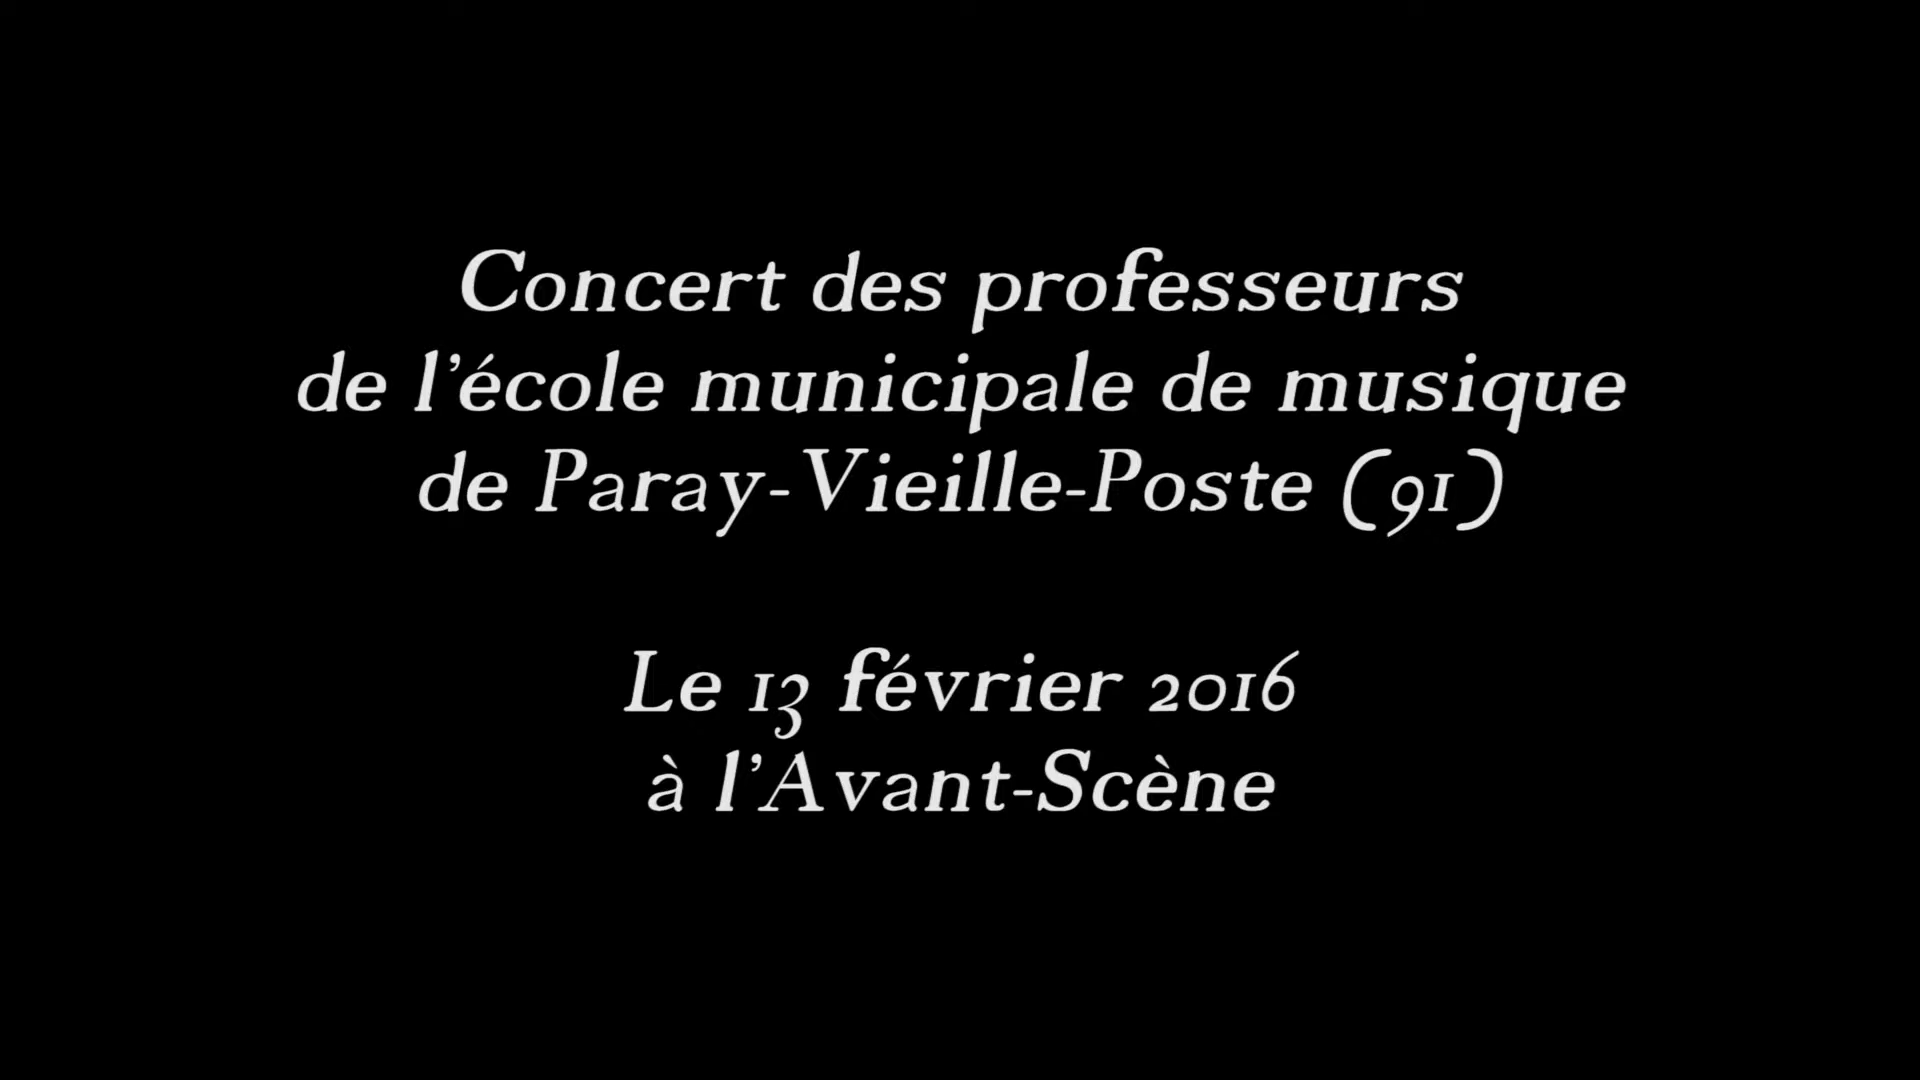 Concert des professeurs
de l'école municipale de musique
de Paray-Vieille-Poste (91)
Le 13 février 2016
à l'Avant-Scène